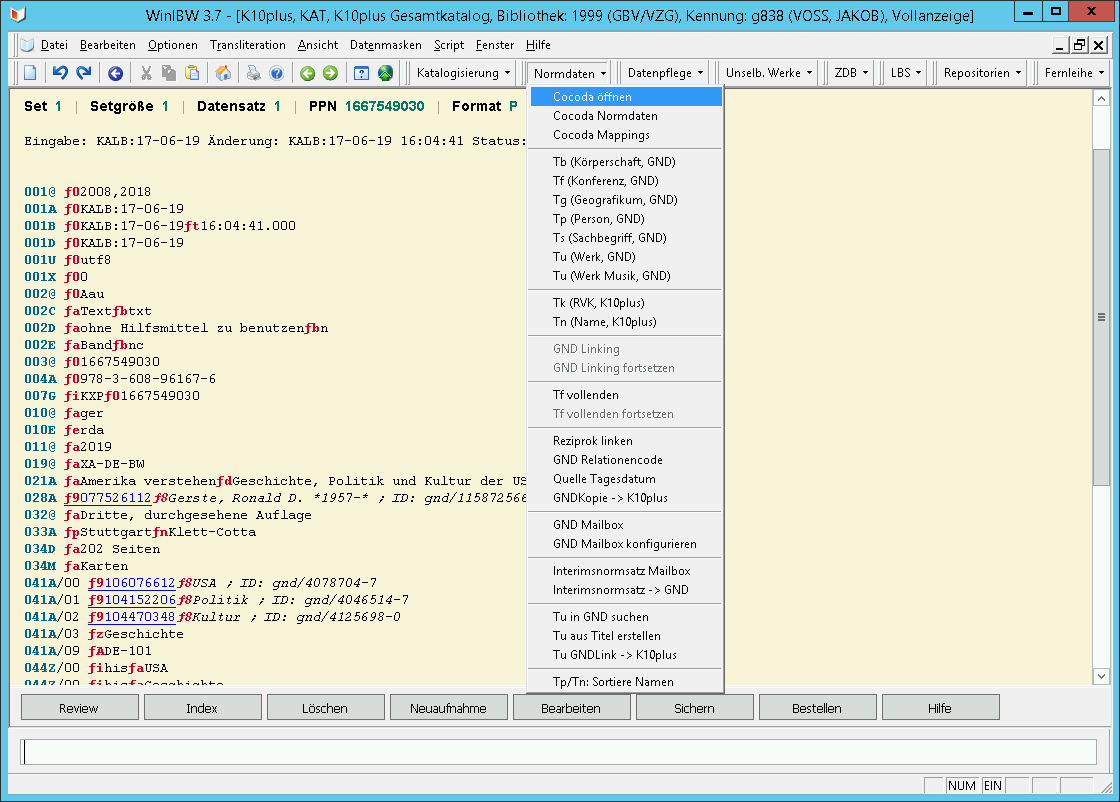 WinIBW 3.7 - [K10plus, KAT, K10plus Gesamtkatalog, Bibliothek: 1999 (GBV/VZG), Kennung: g838 (VOSS, JAKOB), Vollanzeige]
Datei Bearbeiten Optionen Transliteration Ansicht Datenmasken Script Fenster Hilfe
Katalogisierung Normdaten Datenpflege Unselb. Werke ZDB LBS Repositorien Fernleihe
Set 1 | Setgröße 1 | Datensatz 1 | PPN 1667549030 | Format P
Eingabe: KALB:17-06-19 Änderung: KALB:17-06-19 16:04:41 Status:
001@ ƒ02008,2018
001A ƒ0KALB:17-06-19
001B ƒ0KALB:17-06-19ƒt16:04:41.000
001D ƒ0KALB:17-06-19
001U ƒ0utf8
001X ƒ00
002@ ƒ0Aau
002C ƒaTextƒbtxt
002D ƒaohne Hilfsmittel zu benutzenƒbn
002E ƒaBandƒbnc
003@ ƒ01667549030
004A ƒ0978-3-608-96167-6
007G ƒiKXPƒ01667549030
010@ ƒager
010E ƒerda
011@ ƒa2019
019@ ƒaXA-DE-BW
021A ƒaAmerika verstehenƒdGeschichte, Politik und Kultur der US
028A ƒ9077526112ƒ8Gerste, Ronald D. *1957-* ; ID: gnd/115872566
032@ ƒaDritte, durchgesehene Auflage
033A ƒpStuttgartƒnKlett-Cotta
034D ƒa202 Seiten
034M ƒaKarten
041A/00 ƒ9106076612ƒ8USA ; ID: gnd/4078704-7
041A/01 ƒ9104152206ƒ8Politik ; ID: gnd/4046514-7
041A/02 ƒ9104470348ƒ8Kultur ; ID: gnd/4125698-0
041A/03 ƒzGeschichte
041A/09 ƒADE-101
044Z/00 ƒihisƒaUSA
044Z/00 ƒihisƒaGeschichte
Cocoda öffnen
Cocoda Normdaten
Cocoda Mappings
Tb (Körperschaft, GND)
Tf (Konferenz, GND)
Tg (Geografikum, GND)
Tp (Person, GND)
Ts (Sachbegriff, GND)
Tu (Werk, GND)
Tu (Werk Musik, GND)
Tk (RVK, K10plus)
Tn (Name, K10plus)
GND Linking
GND Linking fortsetzen
Tf vollenden
Tf vollenden fortsetzen
Reziprok linken
GND Relationencode
Quelle Tagesdatum
GNDKopie -> K10plus
GND Mailbox
GND Mailbox konfigurieren
Interimsnormsatz Mailbox
Interimsnormsatz -> GND
Tu in GND suchen
Tu aus Titel erstellen
Tu GNDLink -> K10plus
Tp/Tn: Sortiere Namen
Review Index Löschen Neuaufnahme Bearbeiten Sichern Bestellen Hilfe
NUM EIN